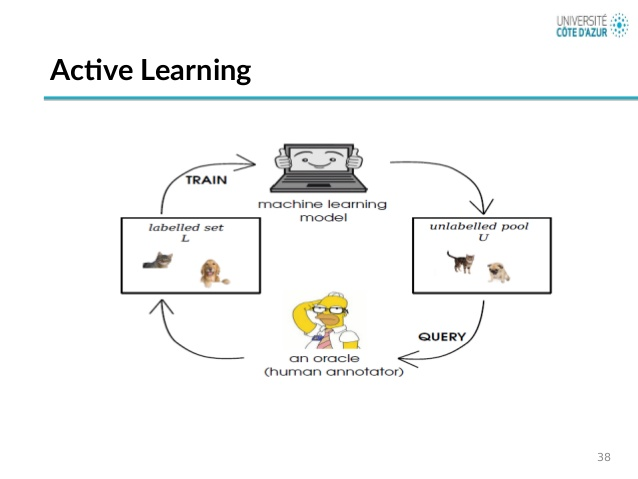 UNIVERSITÉ
CÔTE D'AZUR
Active Learning
TRAIN
machine learning
model
labelled set
L
unlabelled pool
U
QUERY
an oracle
(human annotator)
38